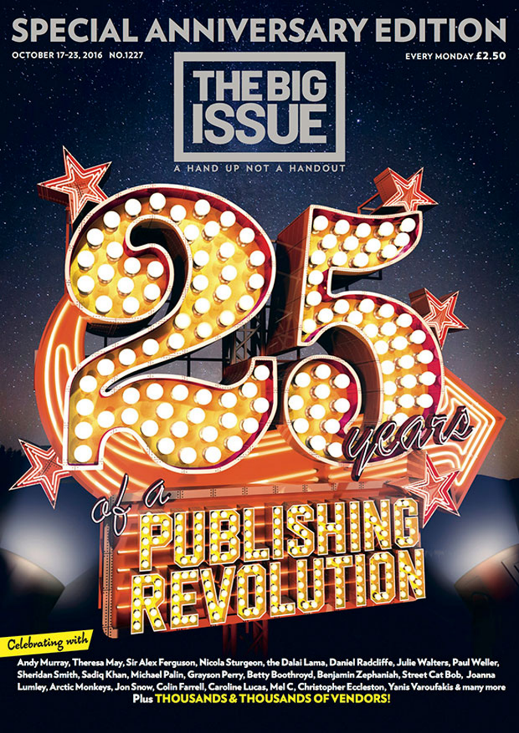 SPECIAL ANNIVERSARY EDITION
OCTOBER 17–23, 2016 NO.1227
EVERY MONDAY £2.50
THE BIG
ISSUE
A HAND UP NOT A HANDOUT
25
years
of a
PUBLISHING
REVOLUTION
Celebrating with
Andy Murray, Theresa May, Sir Alex Ferguson, Nicola Sturgeon, the Dalai Lama, Daniel Radcliffe, Julie Walters, Paul Weller,
Sheridan Smith, Sadiq Khan, Michael Palin, Grayson Perry, Betty Boothroyd, Benjamin Zephaniah, Street Cat Bob, Joanna
Lumley, Arctic Monkeys, Jon Snow, Colin Farrell, Caroline Lucas, Mel C, Christopher Eccleston, Yanis Varoufakis & many more
Plus THOUSANDS & THOUSANDS OF VENDORS!